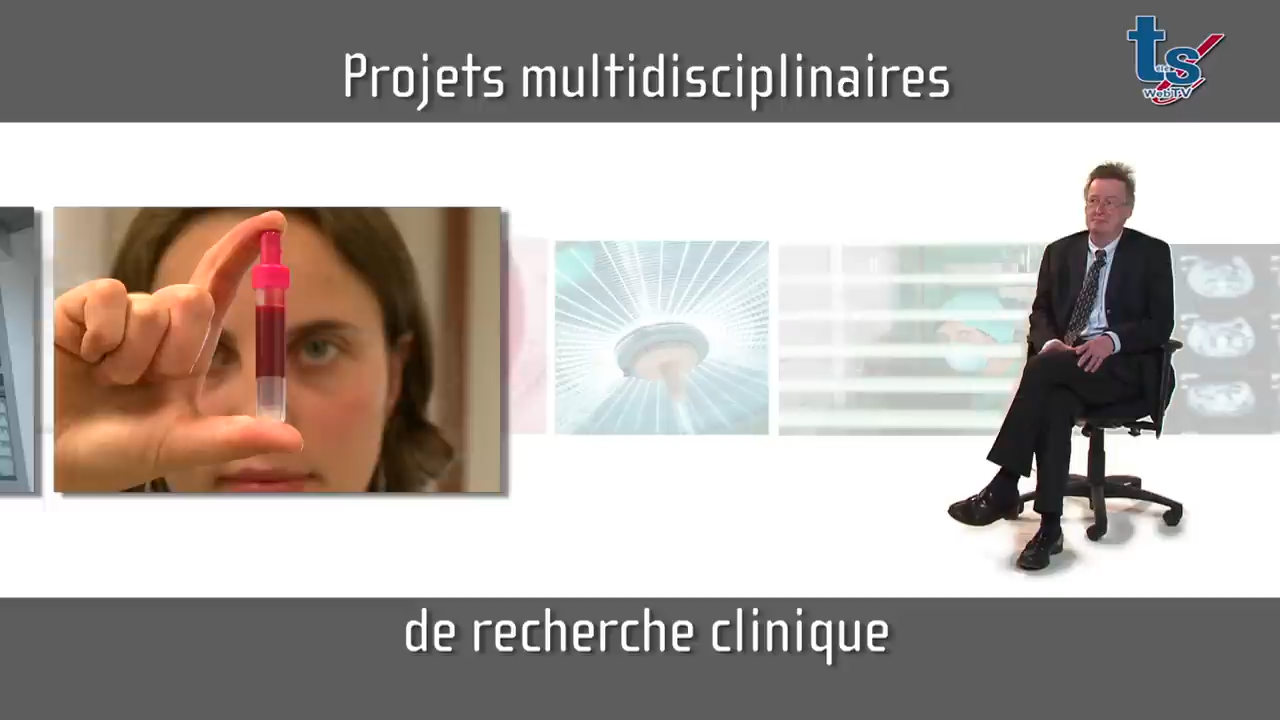 Projets multidisciplinaires
ts
WebTV
de recherche clinique